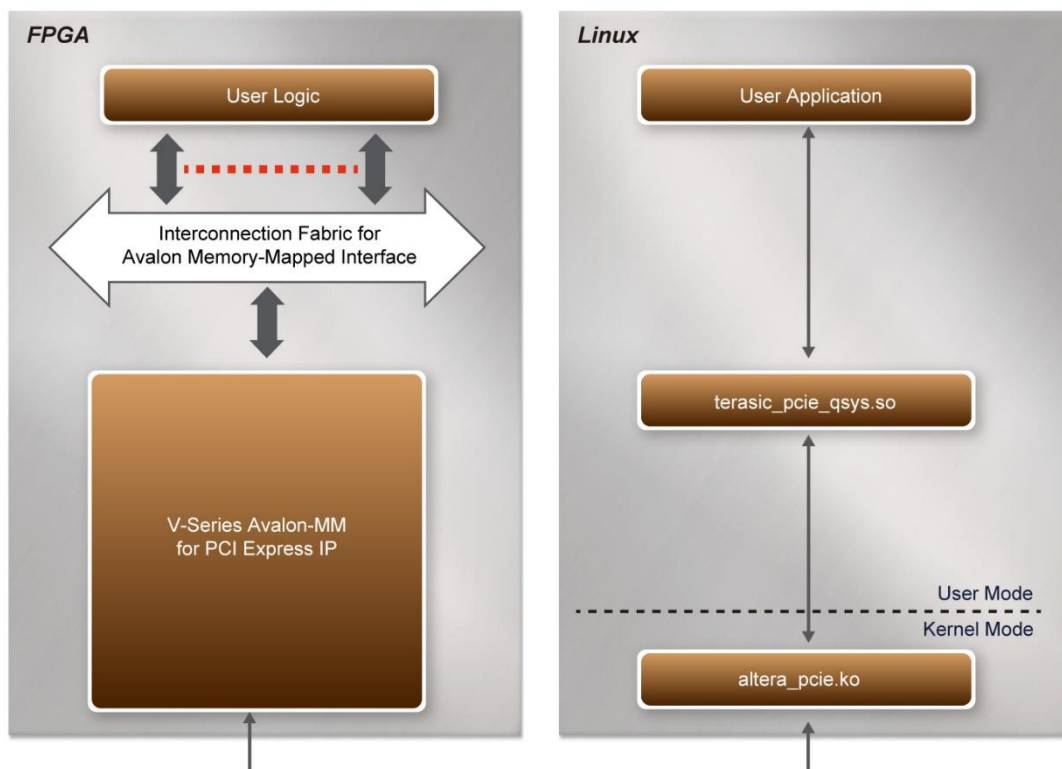 FPGA
User Logic
Interconnection Fabric for
Avalon Memory-Mapped Interface
V-Series Avalon-MM
for PCI Express IP
Linux
User Application
terasic_pcie_qsys.so
User Mode
Kernel Mode
altera_pcie.ko